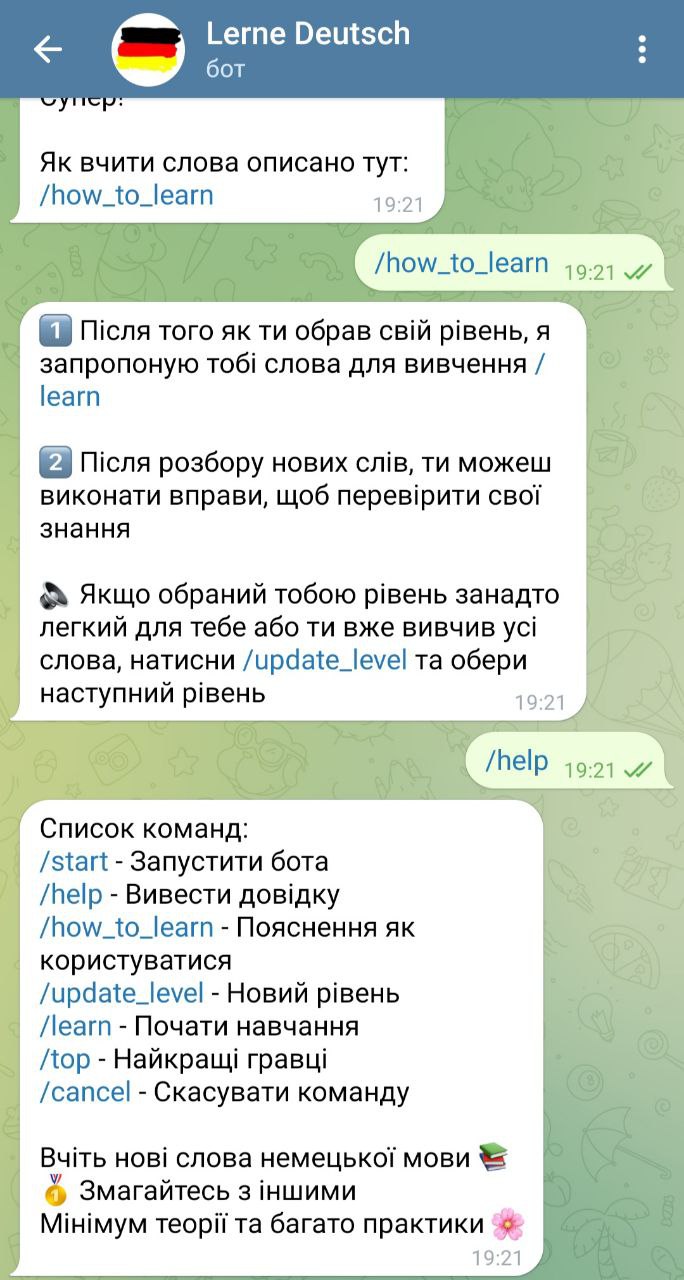 Lerne Deutsch
бот
Супер!
Як вчити слова описано тут:
/how_to_learn
19:21
/how_to_learn 19:21
1 Після того як ти обрав свій рівень, я
запропоную тобі слова для вивчення /
learn
2 Після розбору нових слів, ти можеш
виконати вправи, щоб перевірити свої
знання
Якщо обраний тобою рівень занадто
легкий для тебе або ти вже вивчив усі
слова, натисни /update_level та обери
наступний рівень
19:21
/help 19:21
Список команд:
/start - Запустити бота
/help - Вивести довідку
/how_to_learn - Пояснення як
користуватися
/update_level - Новий рівень
/learn - Почати навчання
/top - Найкращі гравці
/cancel - Скасувати команду
Вчіть нові слова немецької мови
Змагайтесь з іншими
Мінімум теорії та багато практики
19:21